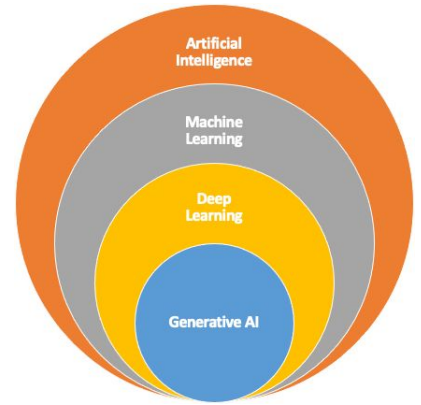 Artificial
Intelligence
Machine
Learning
Deep
Learning
Generative AI